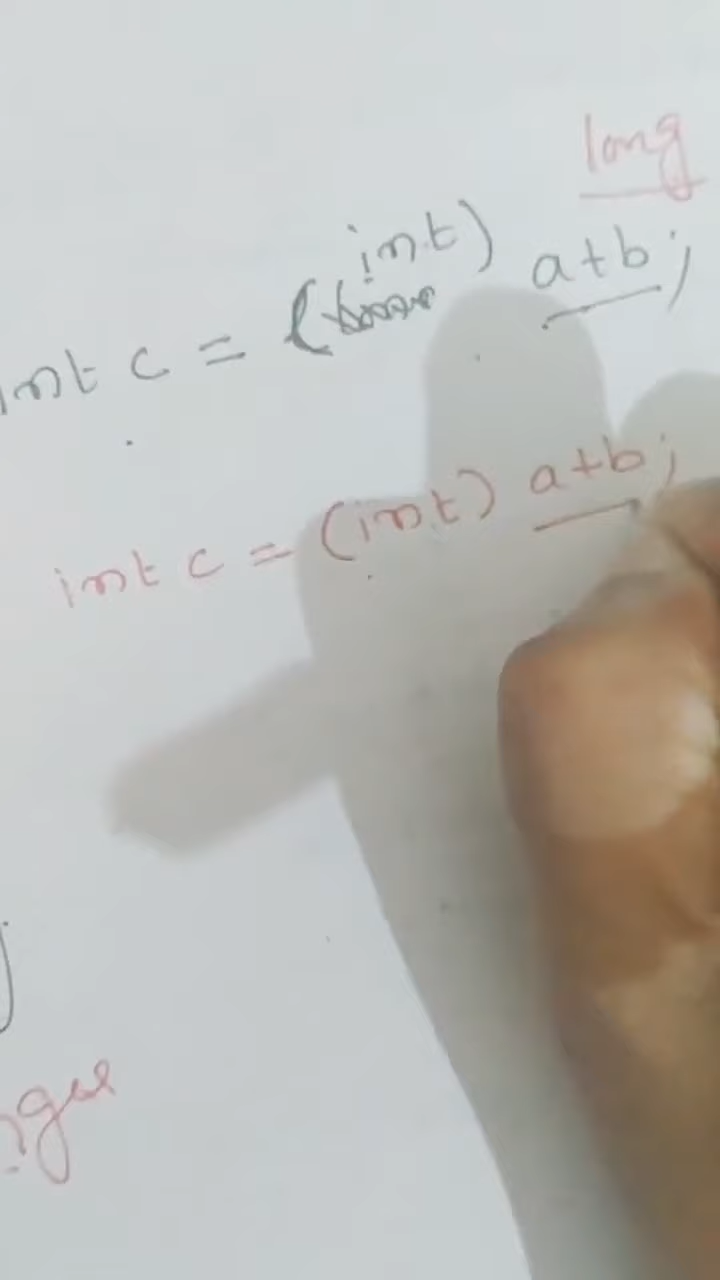 long
int c = (int) a+b;
int c = (int) a+b;